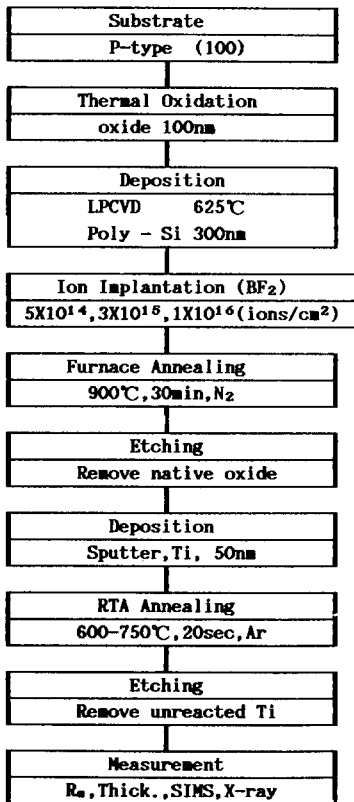 Substrate
P-type (100)
Thermal Oxidation
oxide 100nm
Deposition
LPCVD 625℃
Poly - Si 300nm
Ion Implantation (BF₂)
5X10¹⁴,3X10¹⁵,1X10¹⁶(ions/cm²)
Furnace Annealing
900℃,30min,N₂
Etching
Remove native oxide
Deposition
Sputter,Ti, 50nm
RTA Annealing
600-750℃,20sec,Ar
Etching
Remove unreacted Ti
Measurement
Thick.,SIMS,X-ray